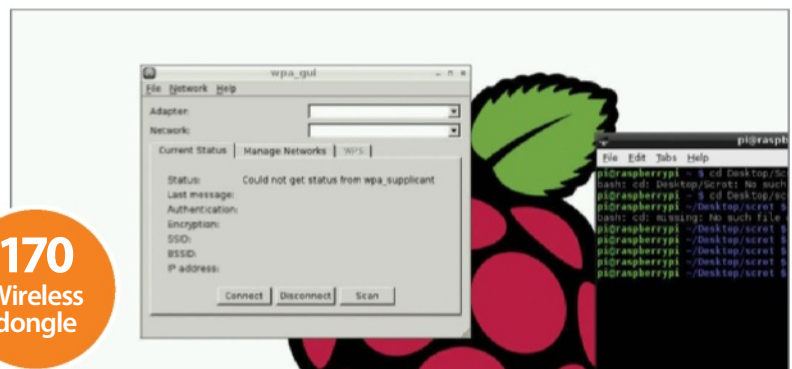 wpa_gui
File Network Help
Adapter:
Network:
Current Status Manage Networks WPS
Status: Could not get status from wpa_supplicant
Last message:
Authentication:
Encryption:
SSID:
BSSID:
IP address:
Connect Disconnect Scan
pi@raspb
File Edit Tabs Help
pi@raspberrypi ~ $ cd Desktop/Sc
bash: cd: Desktop/Scrot: No such
pi@raspberrypi ~ $ cd Desktop/sc
pi@raspberrypi ~/Desktop/scrot $
bash: cd: missing: No such file
pi@raspberrypi ~/Desktop/scrot $
pi@raspberrypi ~/Desktop/scrot $
pi@raspberrypi ~/Desktop/scrot $
pi@raspberrypi ~/Desktop/scrot $
170
Wireless
dongle